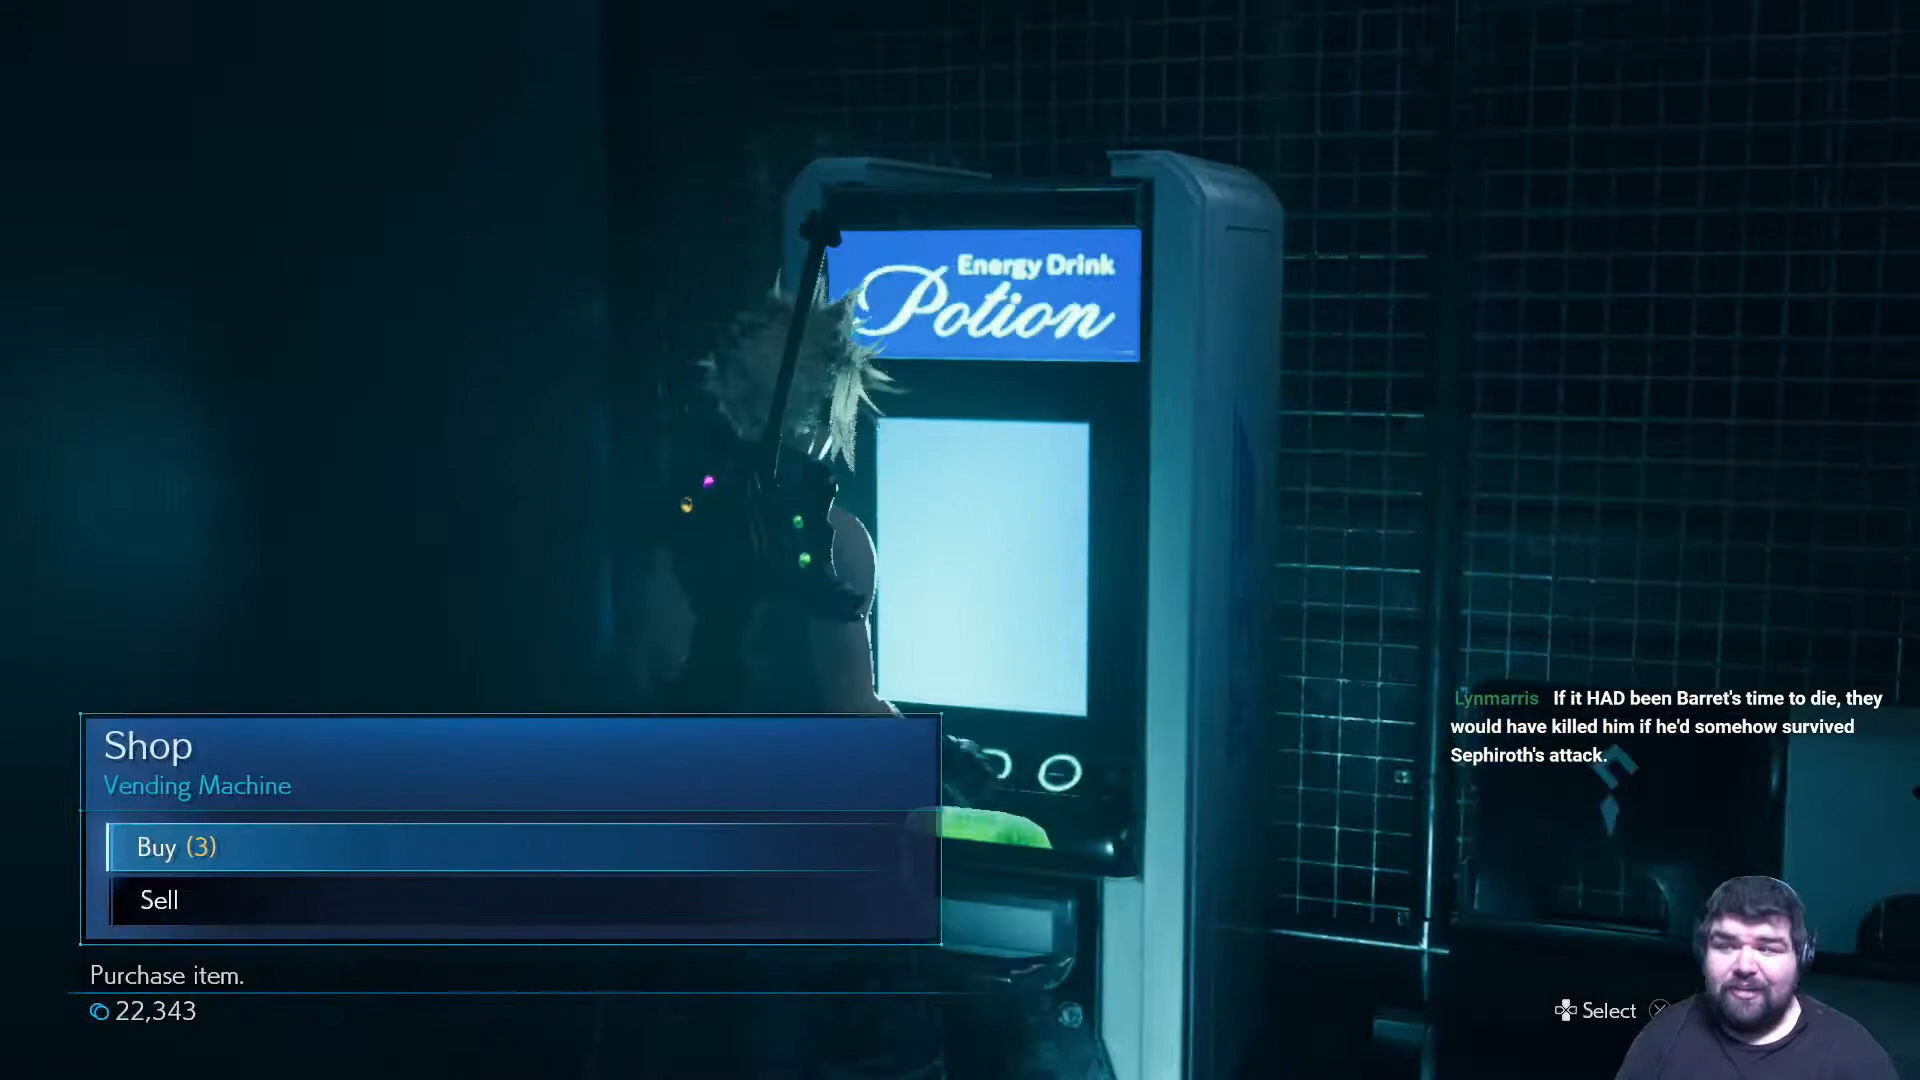 Energy Drink
Potion
Lynmarris If it HAD been Barret's time to die, they
would have killed him if he'd somehow survived
Sephiroth's attack.
Shop
Vending Machine
Buy (3)
Sell
Purchase item.
22,343
Select